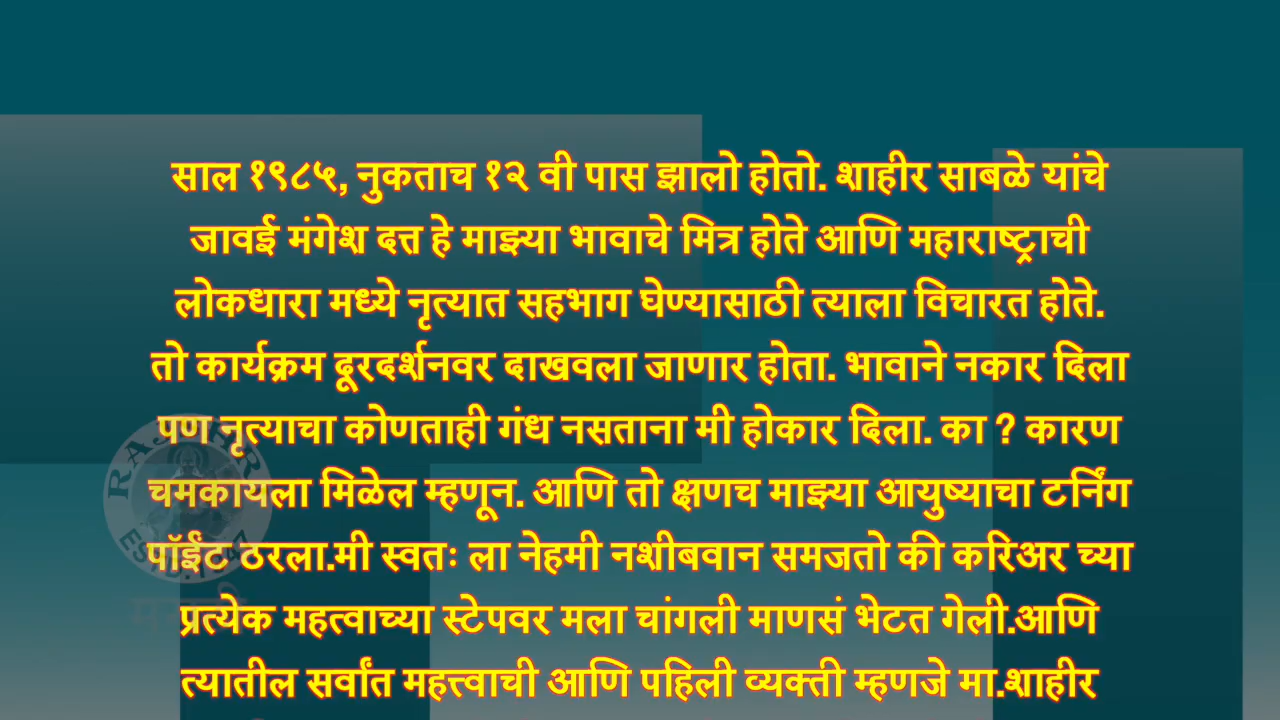 साल १९८५, नुकताच १२ वी पास झालो होतो. शाहीर साबळे यांचे
जावई मंगेश दत्त हे माझ्या भावाचे मित्र होते आणि महाराष्ट्राची
लोकधारा मध्ये नृत्यात सहभाग घेण्यासाठी त्याला विचारत होते.
तो कार्यक्रम दूरदर्शनवर दाखवला जाणार होता. भावाने नकार दिला
पण नृत्याचा कोणताही गंध नसताना मी होकार दिला. का ? कारण
चमकायला मिळेल म्हणून. आणि तो क्षणच माझ्या आयुष्याचा टर्निंग
पॉईंट ठरला.मी स्वतः ला नेहमी नशीबवान समजतो की करिअर च्या
प्रत्येक महत्वाच्या स्टेपवर मला चांगली माणसं भेटत गेली.आणि
त्यातील सर्वांत महत्त्वाची आणि पहिली व्यक्ती म्हणजे मा.शाहीर